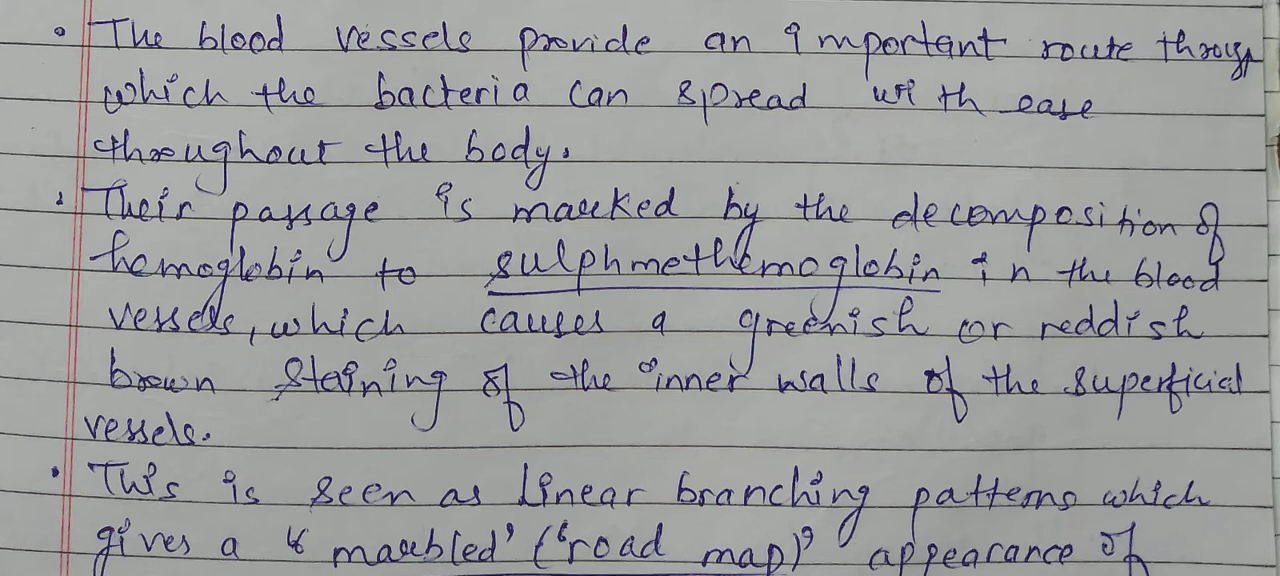 • The blood vessels provide an important route throug
which the bacteria can spread with ease
throughout the body.
• Their passage is marked by the decomposition of
hemoglobin to sulphmethemoglobin in the blood
vessels, which causes a greenish or reddish
brown staining of the inner walls of the superficial
vessels.
• This is seen as linear branching patterns which
gives a 'marbled' ('road map)' appearance of